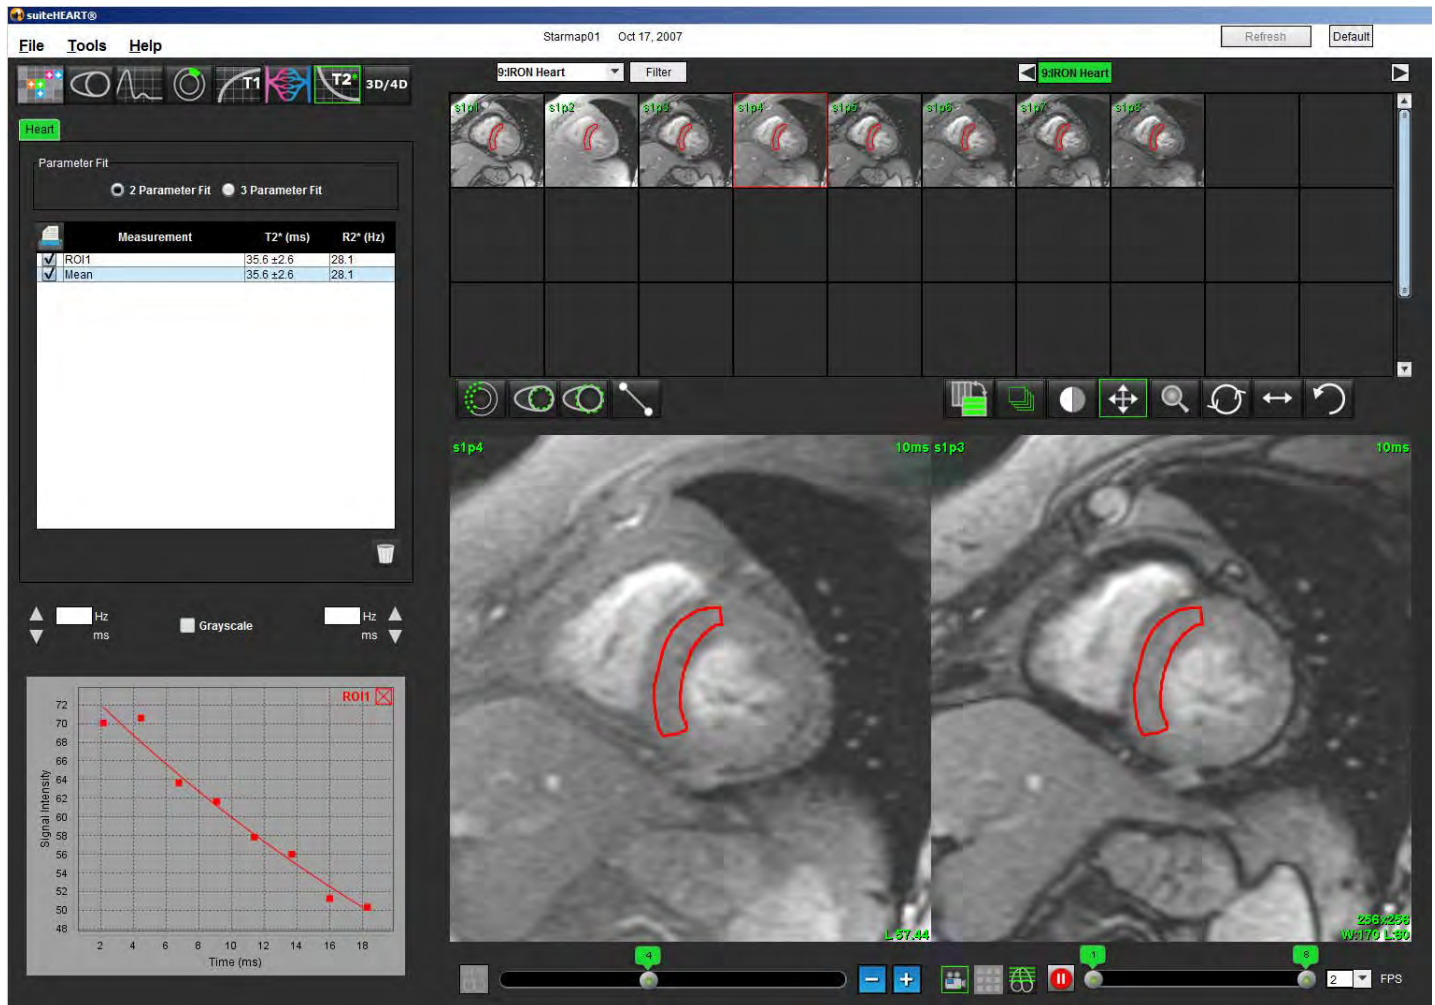 suiteHEART®
File Tools Help
Starmap01 Oct 17, 2007
Refresh Default
T1 T2* 3D/4D
9:IRON Heart Filter
9:IRON Heart
Heart
Parameter Fit
2 Parameter Fit 3 Parameter Fit
Measurement T2* (ms) R2* (Hz)
ROI1 35.6 ±2.6 28.1
Mean 35.6 ±2.6 28.1
s1p1 s1p2 s1p3 s1p4 s1p5 s1p6 s1p7 s1p8
Hz
ms
Grayscale
Hz
ms
s1p4 10ms
s1p3 10ms
ROI1
72
70
68
66
64
62
60
58
56
54
52
50
48
Signal Intensity
2 4 6 8 10 12 14 16 18
Time (ms)
256x256
W:170 L:60
4
1 8
2 FPS